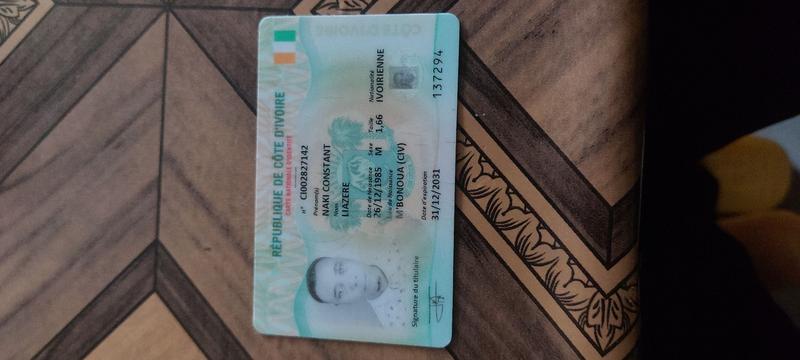 RÉPUBLIQUE DE CÔTE D'IVOIRE
CARTE NATIONALE D'IDENTITÉ
n° CI002827142
Prénom(s)
NAKI CONSTANT
Nom
LIAZERE
Date de Naissance Sexe Taille Nationalité
26/12/1985 M 1,66 IVOIRIENNE
Lieu de Naissance
M'BONOUA (CIV)
Date d'expiration
31/12/2031
137294
Signature du titulaire
CÔTE D'IVOIRE